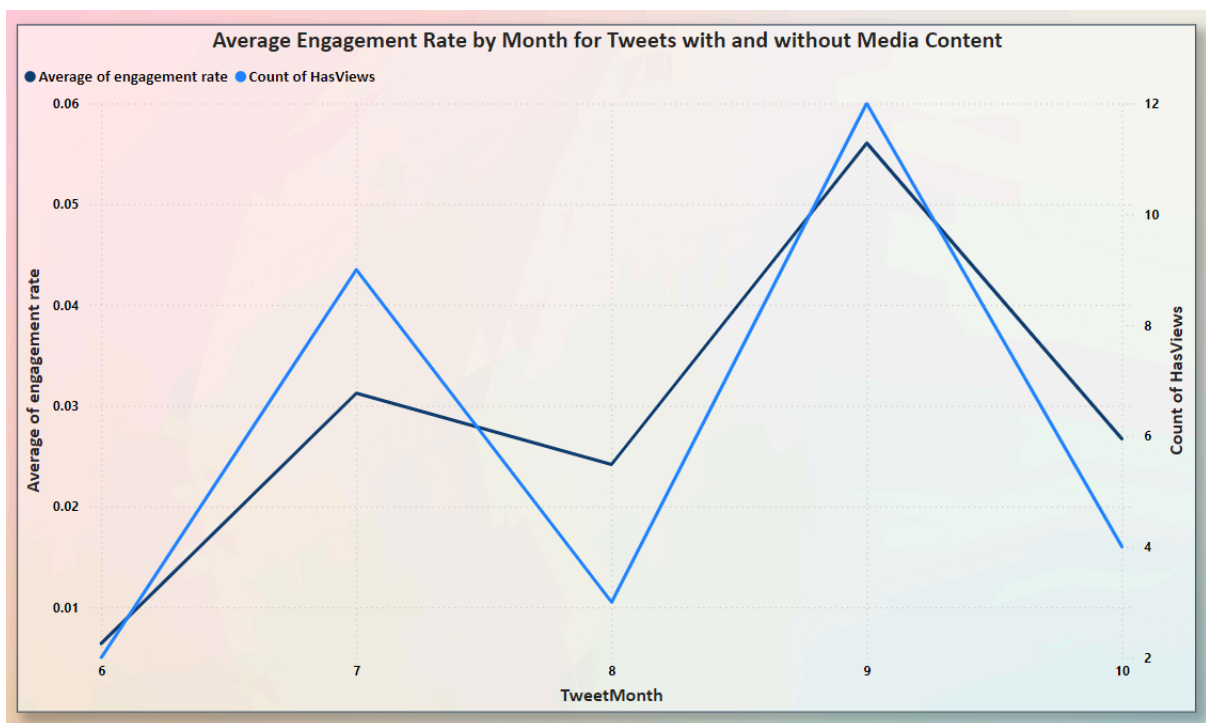 Average Engagement Rate by Month for Tweets with and without Media Content
Average of engagement rate Count of HasViews
0.06
0.05
0.04
0.03
0.02
0.01
Average of engagement rate
12
10
8
6
4
2
Count of HasViews
6 7 8 9 10
TweetMonth